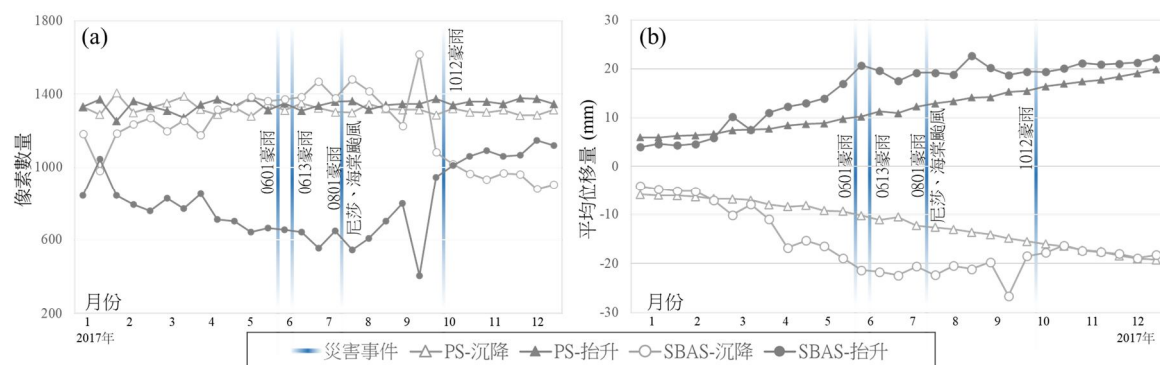 (a)
像素數量
1800
1400
1000
600
200
0601豪雨
0613豪雨
0801豪雨
尼莎、海棠颱風
1012豪雨
月份
1 2 3 4 5 6 7 8 9 10 11 12
2017年
(b)
平均位移量 (mm)
30
20
10
0
-10
-20
-30
0601豪雨
0613豪雨
0801豪雨
尼莎、海棠颱風
1012豪雨
月份
1 2 3 4 5 6 7 8 9 10 11 12
2017年
災害事件 PS-沉降 PS-抬升 SBAS-沉降 SBAS-抬升